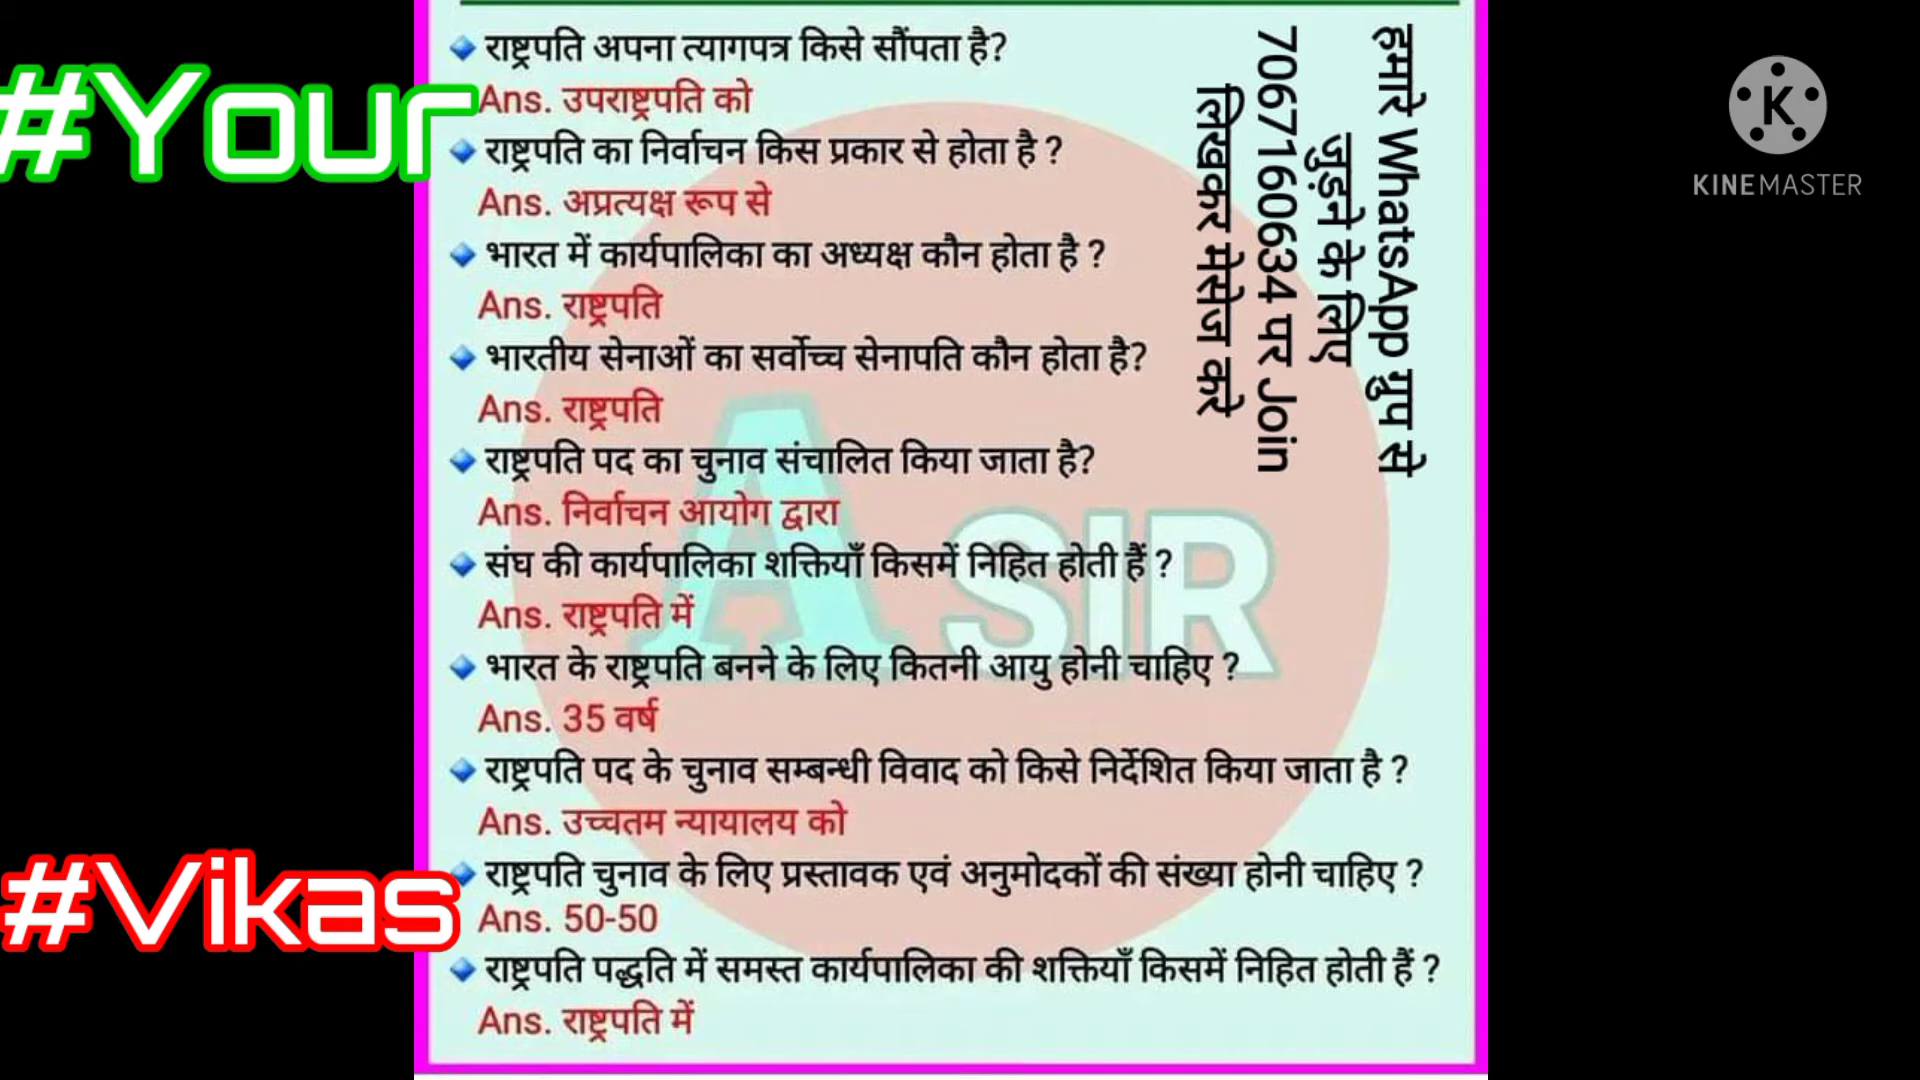 #Your
#Vikas
राष्ट्रपति अपना त्यागपत्र किसे सौंपता है?
Ans. उपराष्ट्रपति को
राष्ट्रपति का निर्वाचन किस प्रकार से होता है ?
Ans. अप्रत्यक्ष रूप से
भारत में कार्यपालिका का अध्यक्ष कौन होता है ?
Ans. राष्ट्रपति
भारतीय सेनाओं का सर्वोच्च सेनापति कौन होता है?
Ans. राष्ट्रपति
राष्ट्रपति पद का चुनाव संचालित किया जाता है?
Ans. निर्वाचन आयोग द्वारा
संघ की कार्यपालिका शक्तियाँ किसमें निहित होती हैं ?
Ans. राष्ट्रपति में
भारत के राष्ट्रपति बनने के लिए कितनी आयु होनी चाहिए ?
Ans. 35 वर्ष
राष्ट्रपति पद के चुनाव सम्बन्धी विवाद को किसे निर्देशित किया जाता है ?
Ans. उच्चतम न्यायालय को
राष्ट्रपति चुनाव के लिए प्रस्तावक एवं अनुमोदकों की संख्या होनी चाहिए ?
Ans. 50-50
राष्ट्रपति पद्धति में समस्त कार्यपालिका की शक्तियाँ किसमें निहित होती हैं ?
Ans. राष्ट्रपति में
A SIR
हमारे WhatsApp ग्रुप से
जुड़ने के लिए
7067160634 पर Join
लिखकर मेसेज करे
K
KINEMASTER